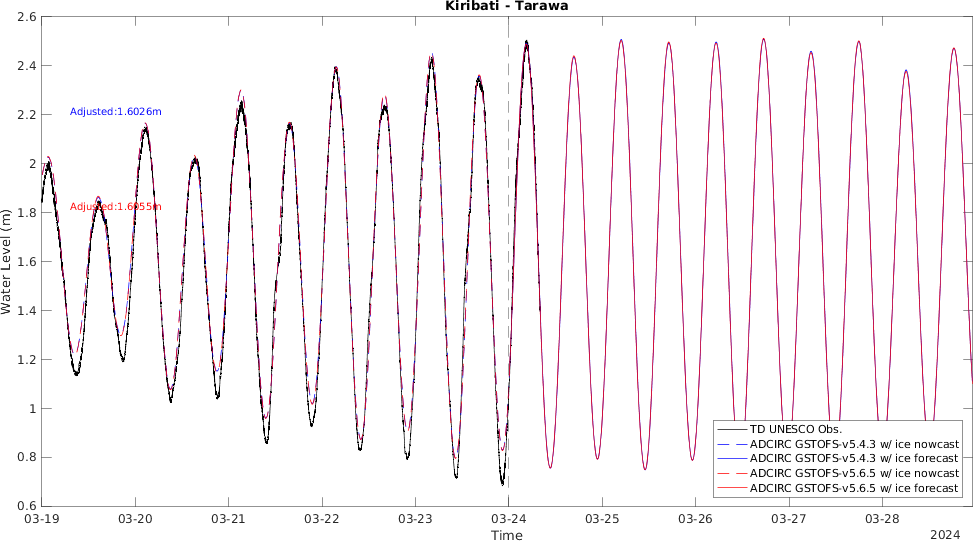 Kiribati - Tarawa
2.6
2.4
2.2
2
1.8
1.6
1.4
1.2
1
0.8
0.6
Water Level (m)
Adjusted:1.6026m
Adjusted:1.6055m
TD UNESCO Obs.
ADCIRC GSTOFS-v5.4.3 w/ ice nowcast
ADCIRC GSTOFS-v5.4.3 w/ ice forecast
ADCIRC GSTOFS-v5.6.5 w/ ice nowcast
ADCIRC GSTOFS-v5.6.5 w/ ice forecast
03-19 03-20 03-21 03-22 03-23 03-24 03-25 03-26 03-27 03-28
Time
2024